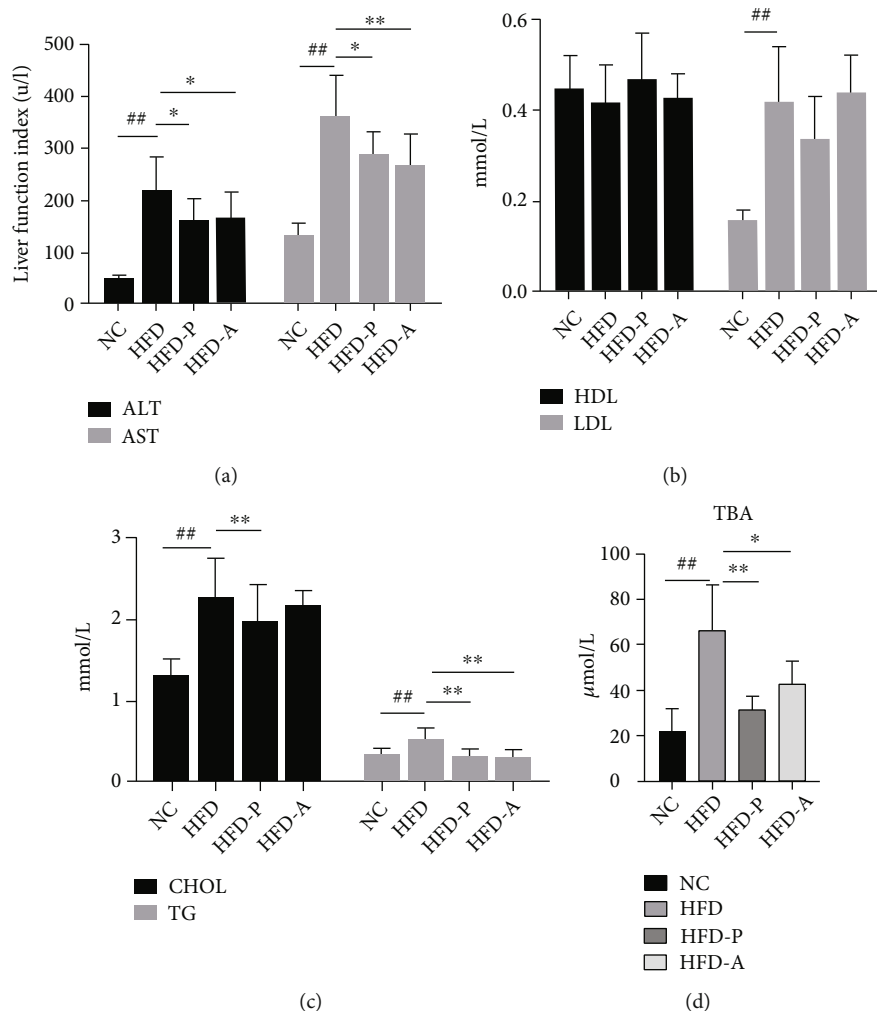 Liver function index (u/l)
500
400
300
200
100
0
##
*
*
##
*
**
NC
HFD
HFD-P
HFD-A
NC
HFD
HFD-P
HFD-A
ALT
AST
(a)
mmol/L
0.6
0.4
0.2
0.0
##
NC
HFD
HFD-P
HFD-A
NC
HFD
HFD-P
HFD-A
HDL
LDL
(b)
mmol/L
3
2
1
0
##
**
##
**
**
NC
HFD
HFD-P
HFD-A
NC
HFD
HFD-P
HFD-A
CHOL
TG
(c)
TBA
μmol/L
100
80
60
40
20
0
##
**
*
NC
HFD
HFD-P
HFD-A
NC
HFD
HFD-P
HFD-A
(d)